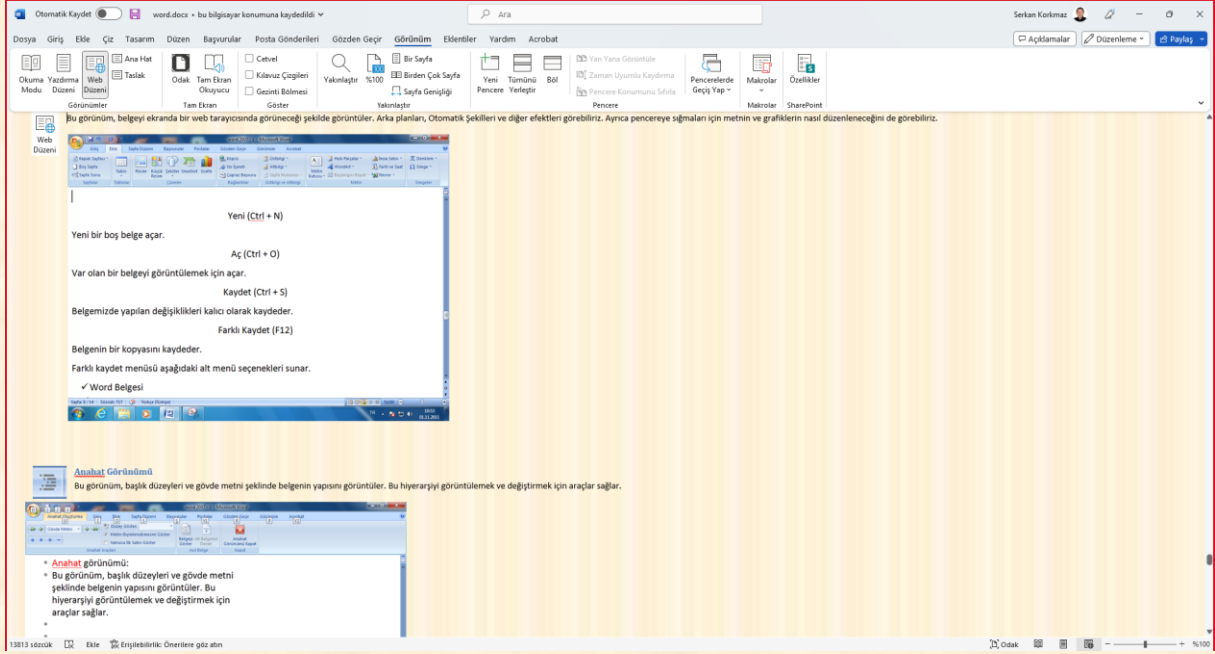 Otomatik Kaydet
word.docx • bu bilgisayar konumuna kaydedildi
Ara
Serkan Korkmaz
Dosya Giriş Ekle Çiz Tasarım Düzen Başvurular Posta Gönderileri Gözden Geçir Görünüm Eklentiler Yardım Acrobat
Açıklamalar Düzenleme Paylaş
Okuma Modu
Yazdırma Düzeni
Web Düzeni
Ana Hat
Taslak
Görünümler
Odak
Tam Ekran Okuyucu
Tam Ekran
Cetvel
Kılavuz Çizgileri
Gezinti Bölmesi
Göster
Yakınlaştır
%100
Bir Sayfa
Birden Çok Sayfa
Sayfa Genişliği
Yakınlaştır
Yeni Pencere
Tümünü Yerleştir
Böl
Yan Yana Görüntüle
Zaman Uyumlu Kaydırma
Pencere Konumunu Sıfırla
Pencerelerde Geçiş Yap
Pencere
Makrolar
Makrolar
Özellikler
SharePoint
Web
Düzeni
Bu görünüm, belgeyi ekranda bir web tarayıcısında görüneceği şekilde görüntüler. Arka planları, Otomatik Şekilleri ve diğer efektleri görebiliriz. Ayrıca pencereye sığmaları için metnin ve grafiklerin nasıl düzenleneceğini de görebiliriz.
Yeni (Ctrl + N)
Yeni bir boş belge açar.
Aç (Ctrl + O)
Var olan bir belgeyi görüntülemek için açar.
Kaydet (Ctrl + S)
Belgemizde yapılan değişiklikleri kalıcı olarak kaydeder.
Farklı Kaydet (F12)
Belgenin bir kopyasını kaydeder.
Farklı kaydet menüsü aşağıdaki alt menü seçenekleri sunar.
✓ Word Belgesi
Anahat Görünümü
Bu görünüm, başlık düzeyleri ve gövde metni şeklinde belgenin yapısını görüntüler. Bu hiyerarşiyi görüntülemek ve değiştirmek için araçlar sağlar.
Anahat görünümü:
Bu görünüm, başlık düzeyleri ve gövde metni
şeklinde belgenin yapısını görüntüler. Bu
hiyerarşiyi görüntülemek ve değiştirmek için
araçlar sağlar.
13813 sözcük Ekle Erişilebilirlik: Önerilere göz atın
Odak
%100